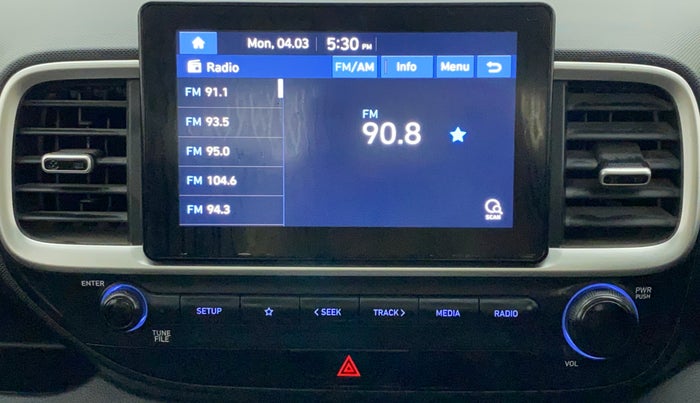 Mon, 04.03 5:30 PM
Radio FM/AM Info Menu
FM 91.1
FM 93.5
FM 95.0
FM 104.6
FM 94.3
FM
90.8
SCAN
ENTER
TUNE
FILE
SETUP
< SEEK
TRACK >
MEDIA
RADIO
PWR
PUSH
VOL